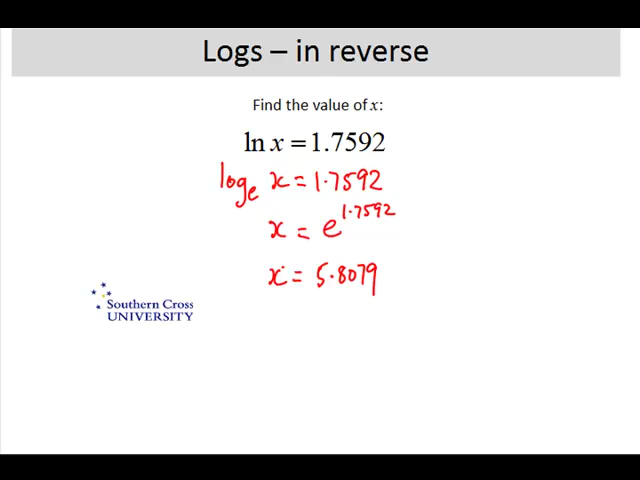 Logs – in reverse
Find the value of x:
ln x = 1.7592
logₑ x = 1.7592
x = e^1.7592
x = 5.8079
Southern Cross
UNIVERSITY